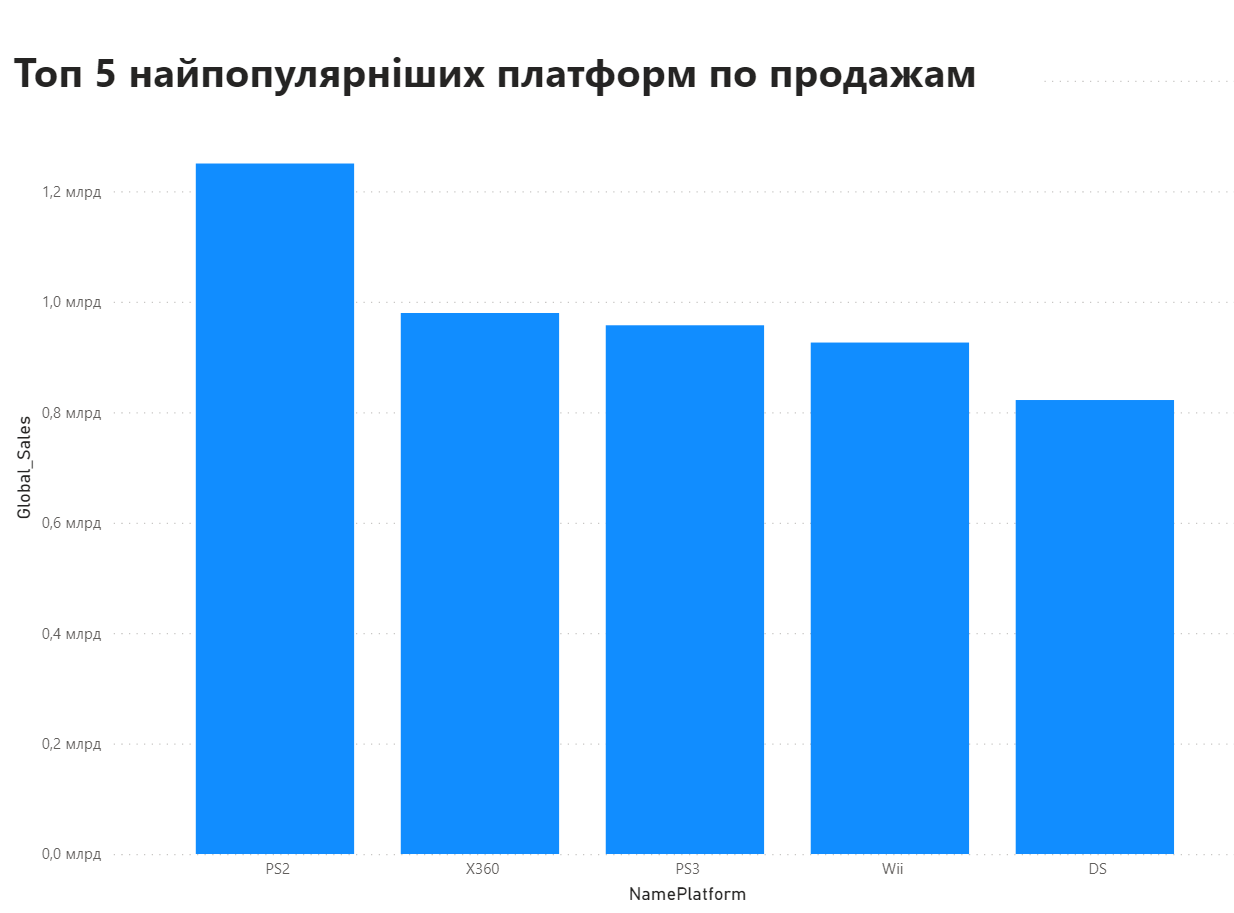 Топ 5 найпопулярніших платформ по продажам
1,2 млрд
1,0 млрд
0,8 млрд
0,6 млрд
0,4 млрд
0,2 млрд
0,0 млрд
Global_Sales
PS2 X360 PS3 Wii DS
NamePlatform